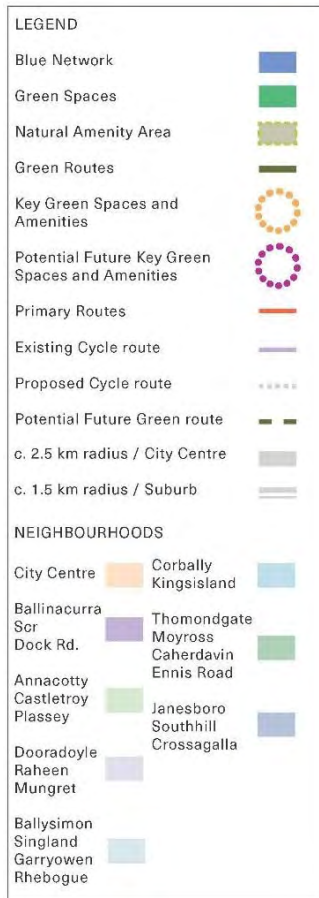 LEGEND
Blue Network
Green Spaces
Natural Amenity Area
Green Routes
Key Green Spaces and
Amenities
Potential Future Key Green
Spaces and Amenities
Primary Routes
Existing Cycle route
Proposed Cycle route
Potential Future Green route
c. 2.5 km radius / City Centre
c. 1.5 km radius / Suburb
NEIGHBOURHOODS
City Centre
Ballinacurra
Scr
Dock Rd.
Annacotty
Castletroy
Plassey
Dooradoyle
Raheen
Mungret
Ballysimon
Singland
Garryowen
Rhebogue
Corbally
Kingsisland
Thomondgate
Moyross
Caherdavin
Ennis Road
Janesboro
Southhill
Crossagalla